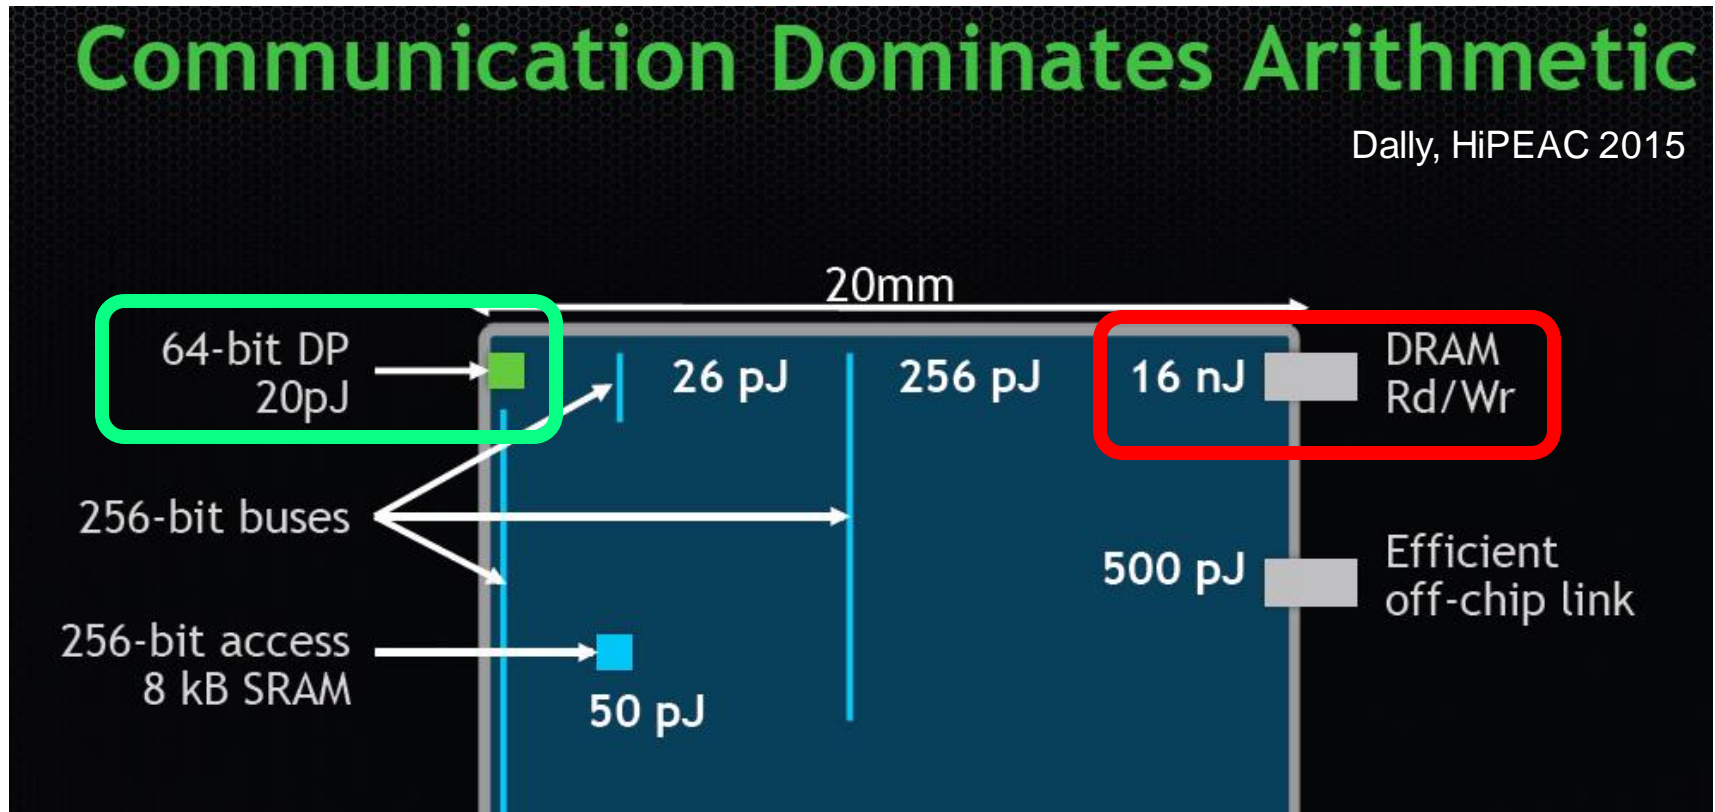 Communication Dominates Arithmetic
Dally, HiPEAC 2015
20mm
64-bit DP
20pJ
26 pJ
256 pJ
16 nJ
DRAM
Rd/Wr
256-bit buses
500 pJ
Efficient
off-chip link
256-bit access
8 kB SRAM
50 pJ